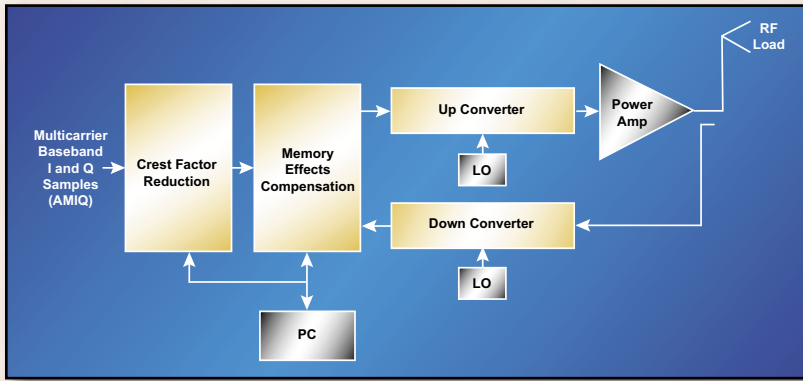 RF
Load
Multicarrier
Baseband
I and Q
Samples
(AMIQ)
Crest Factor
Reduction
Memory
Effects
Compensation
Up Converter
Power
Amp
LO
Down Converter
LO
PC